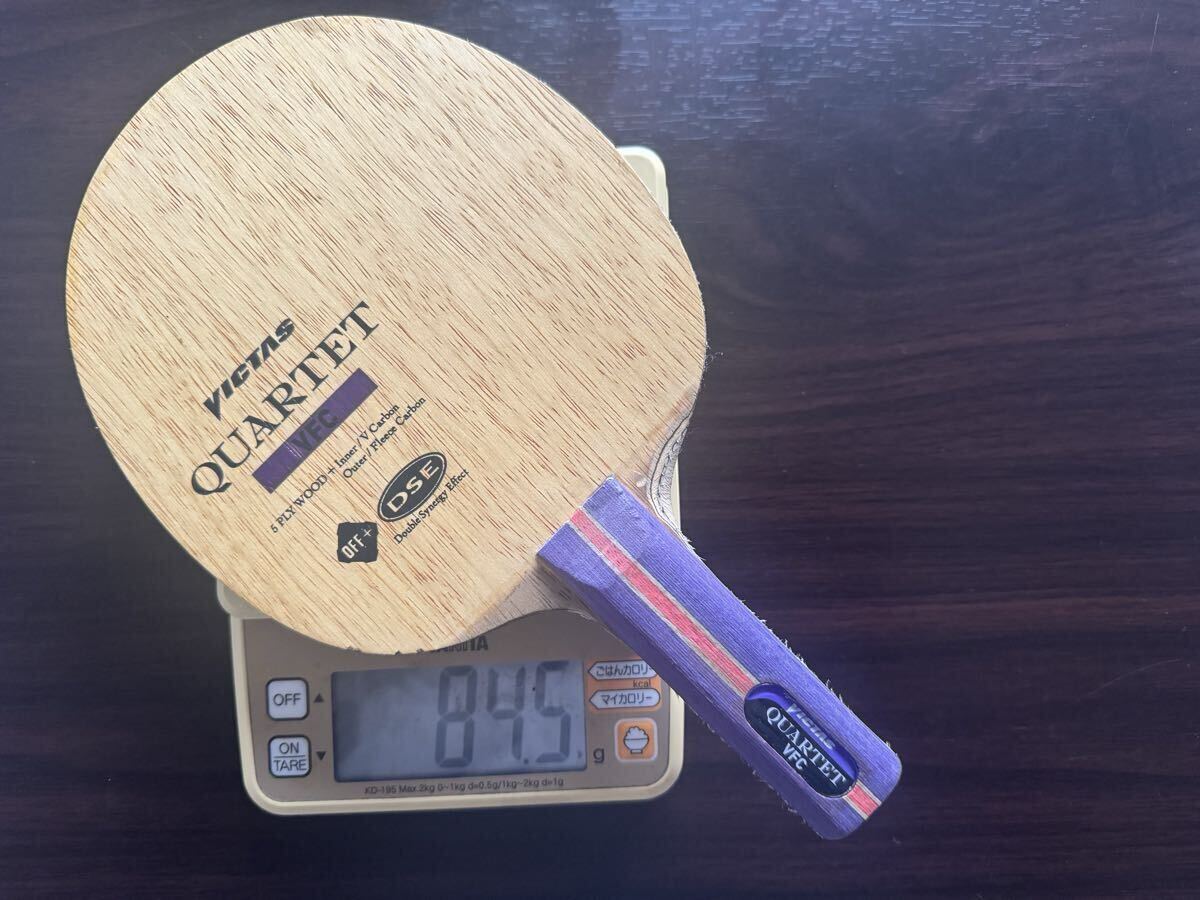 VICTAS
QUARTET
VFC
5 PLY WOOD + Inner / V Carbon
Outer / Fleece Carbon
DSE
Double Synergy Effect
OFF+
VICTAS
QUARTET
VFC
84.5 g
OFF
ON
TARE
ごはんカロリー
kcal
マイカロリー
KD-195 Max.2kg 0~1kg d=0.5g/1kg~2kg d=1g